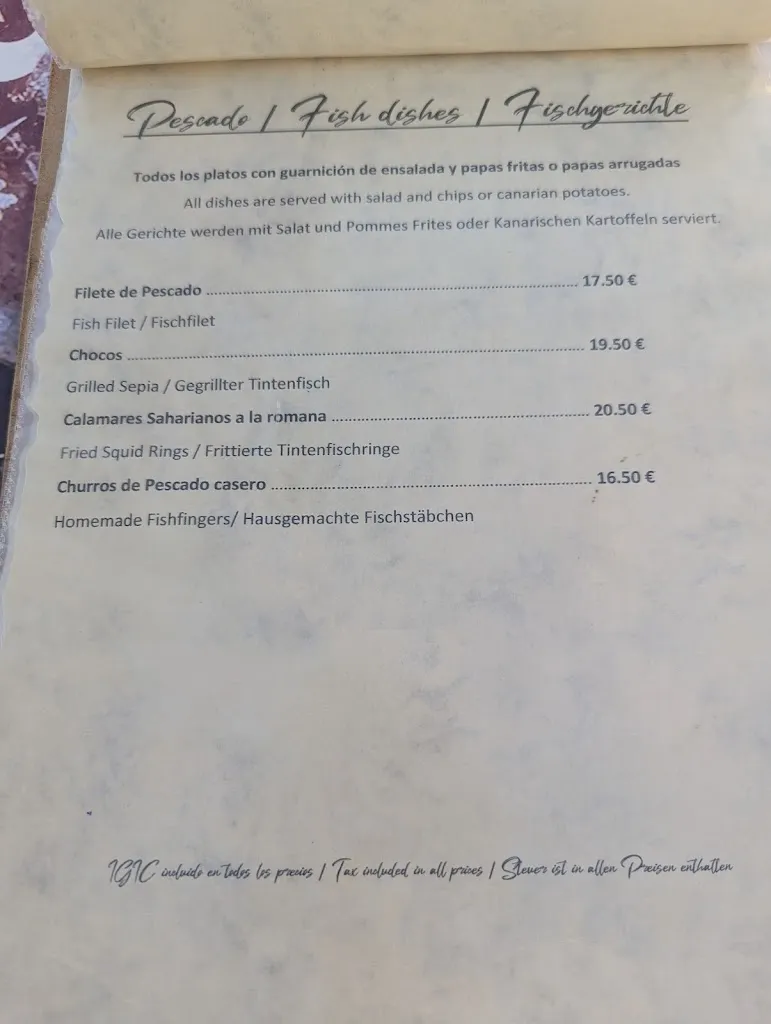 Pescado / Fish dishes / Fischgerichte
Todos los platos con guarnición de ensalada y papas fritas o papas arrugadas
All dishes are served with salad and chips or canarian potatoes.
Alle Gerichte werden mit Salat und Pommes Frites oder Kanarischen Kartoffeln serviert.
Filete de Pescado ........................................................................ 17.50 €
Fish Filet / Fischfilet
Chocos ........................................................................................... 19.50 €
Grilled Sepia / Gegrillter Tintenfisch
Calamares Saharianos a la romana .................................................. 20.50 €
Fried Squid Rings / Frittierte Tintenfischringe
Churros de Pescado casero .............................................................. 16.50 €
Homemade Fishfingers/ Hausgemachte Fischstäbchen
IGIC incluido en todos los precios / Tax included in all prices / Steuer ist in allen Preisen enthalten